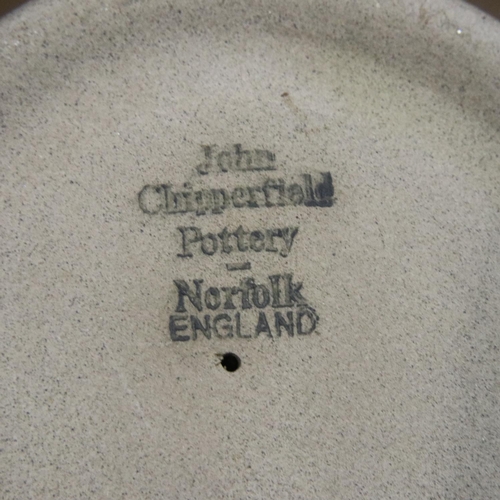 John
Chipperfield
Pottery
–
Norfolk
ENGLAND